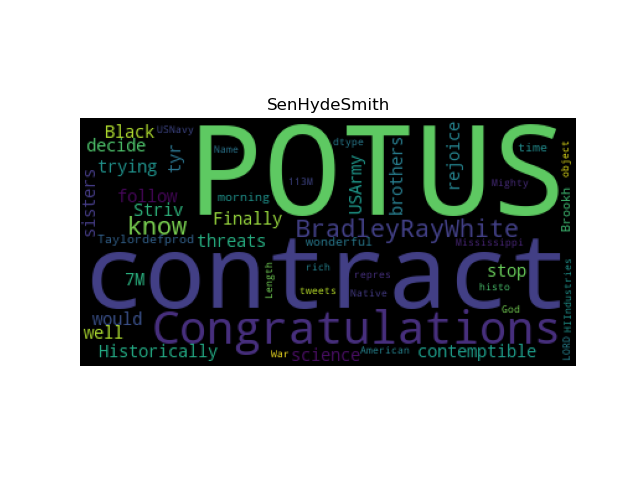 SenHydeSmith
Black
USNavy
decide
tyr
POTUS
Name
dtype
time
object
trying
113M
USArmy
brothers
rejoice
Mighty
sisters
follow
morning
Striv
Finally
Brookh
know
BradleyRayWhite
Taylordefprod
threats
wonderful
Mississippi
contract
7M
Length
rich
repres
stop
tweets
Native
histo
would
God
well
Congratulations
LORD
HIIndustries
Historically
War
science
American
contemptible